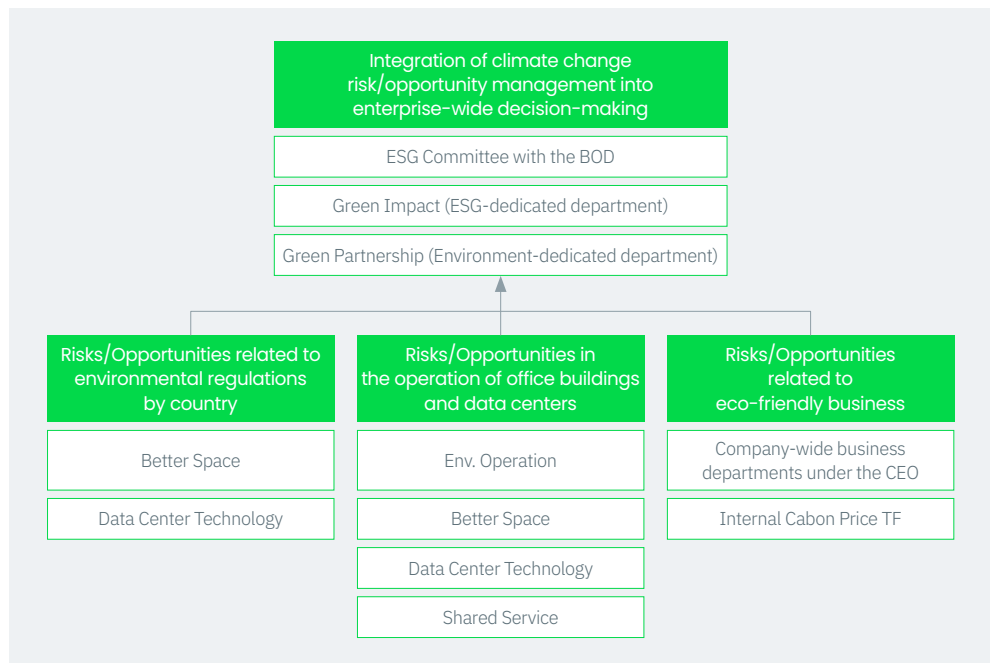 Integration of climate change
risk/opportunity management into
enterprise-wide decision-making
ESG Committee with the BOD
Green Impact (ESG-dedicated department)
Green Partnership (Environment-dedicated department)
Risks/Opportunities related to
environmental regulations
by country
Better Space
Data Center Technology
Risks/Opportunities in
the operation of office buildings
and data centers
Env. Operation
Better Space
Data Center Technology
Shared Service
Risks/Opportunities
related to
eco-friendly business
Company-wide business
departments under the CEO
Internal Cabon Price TF